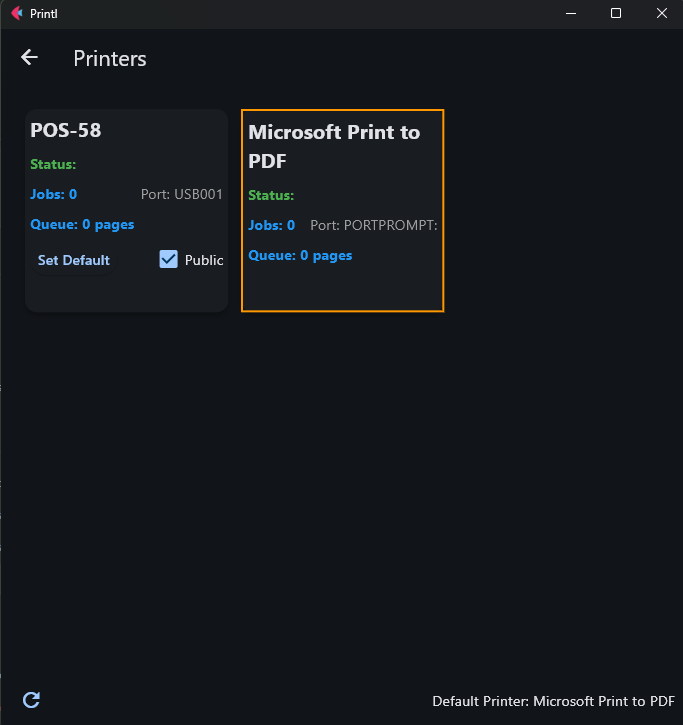 Printl
Printers
POS-58
Status:
Jobs: 0 Port: USB001
Queue: 0 pages
Set Default Public
Microsoft Print to
PDF
Status:
Jobs: 0 Port: PORTPROMPT:
Queue: 0 pages
Default Printer: Microsoft Print to PDF